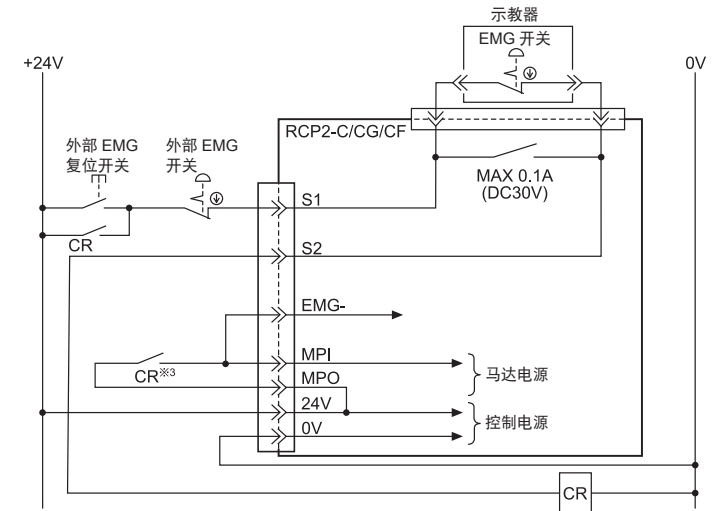 示教器
EMG 开关
+24V
0V
RCP2-C/CG/CF
外部 EMG
复位开关
外部 EMG
开关
MAX 0.1A
(DC30V)
S1
CR
S2
EMG-
MPI
CR※3
MPO
马达电源
24V
控制电源
0V
CR